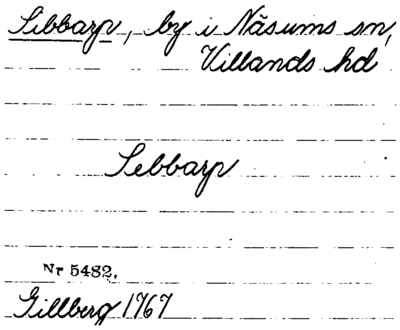 Sibbarp, by i Näsums sn,
Villands hd
Sebbarp
Nr 5482.
Gillberg 1767